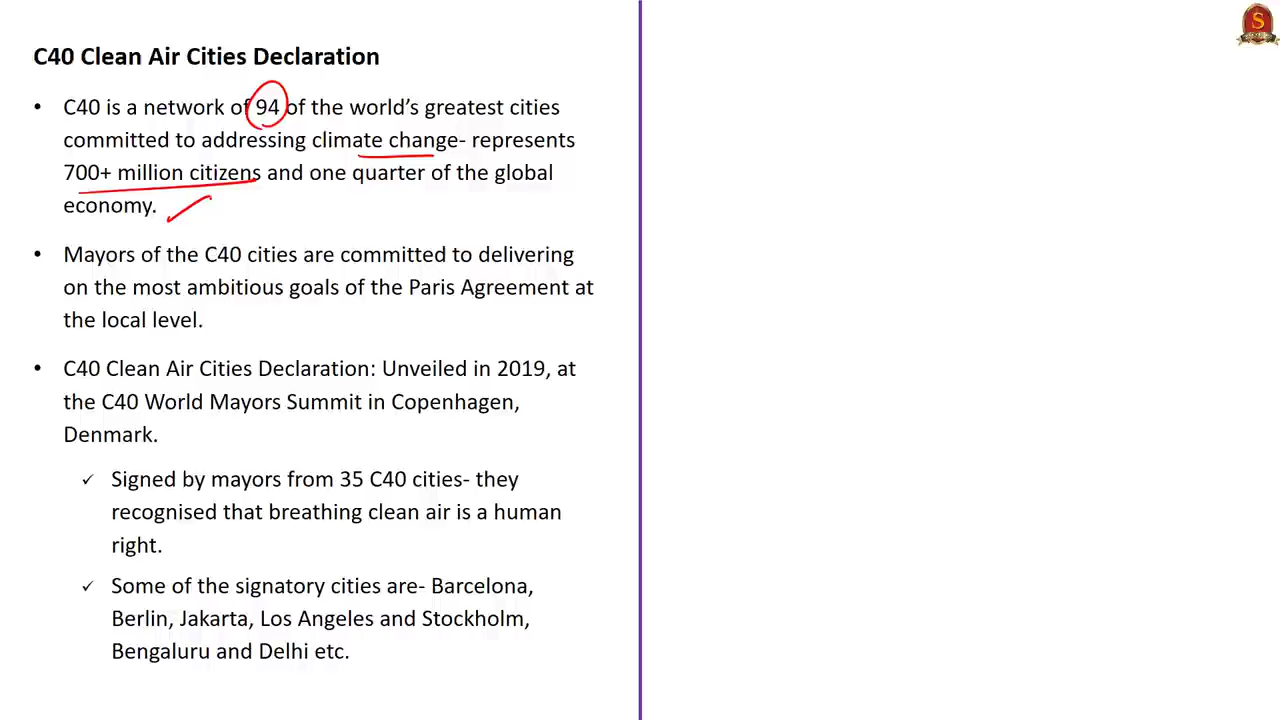 C40 Clean Air Cities Declaration
• C40 is a network of 94 of the world's greatest cities
committed to addressing climate change- represents
700+ million citizens and one quarter of the global
economy.
• Mayors of the C40 cities are committed to delivering
on the most ambitious goals of the Paris Agreement at
the local level.
• C40 Clean Air Cities Declaration: Unveiled in 2019, at
the C40 World Mayors Summit in Copenhagen,
Denmark.
✓ Signed by mayors from 35 C40 cities- they
recognised that breathing clean air is a human
right.
✓ Some of the signatory cities are- Barcelona,
Berlin, Jakarta, Los Angeles and Stockholm,
Bengaluru and Delhi etc.
S